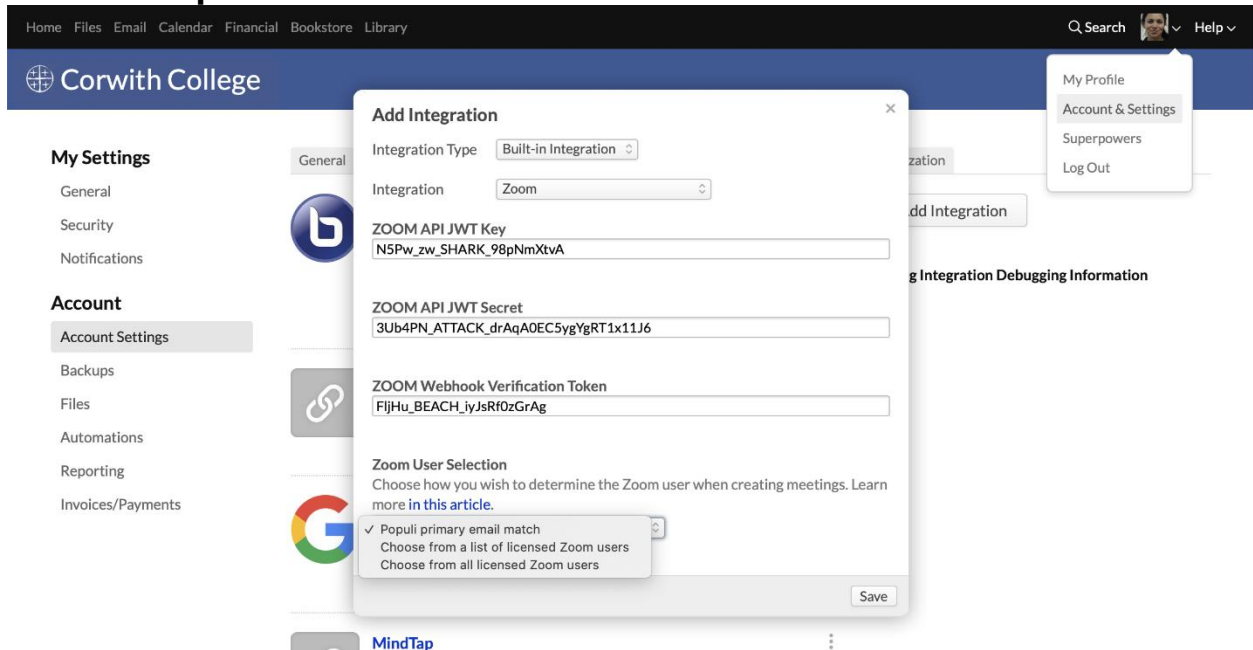 Home Files Email Calendar Financial Bookstore Library
Search
Help
Corwith College
My Profile
Account & Settings
Superpowers
Log Out
My Settings
General
Security
Notifications
Account
Account Settings
Backups
Files
Automations
Reporting
Invoices/Payments
General
zation
dd Integration
g Integration Debugging Information
Add Integration
×
Integration Type Built-in Integration
Integration Zoom
ZOOM API JWT Key
N5Pw_zw_SHARK_98pNmXtvA
ZOOM API JWT Secret
3Ub4PN_ATTACK_drAqA0EC5ygYgRT1x11J6
ZOOM Webhook Verification Token
FljHu_BEACH_iyJsRf0zGrAg
Zoom User Selection
Choose how you wish to determine the Zoom user when creating meetings. Learn
more in this article.
✓ Populi primary email match
Choose from a list of licensed Zoom users
Choose from all licensed Zoom users
Save
MindTap